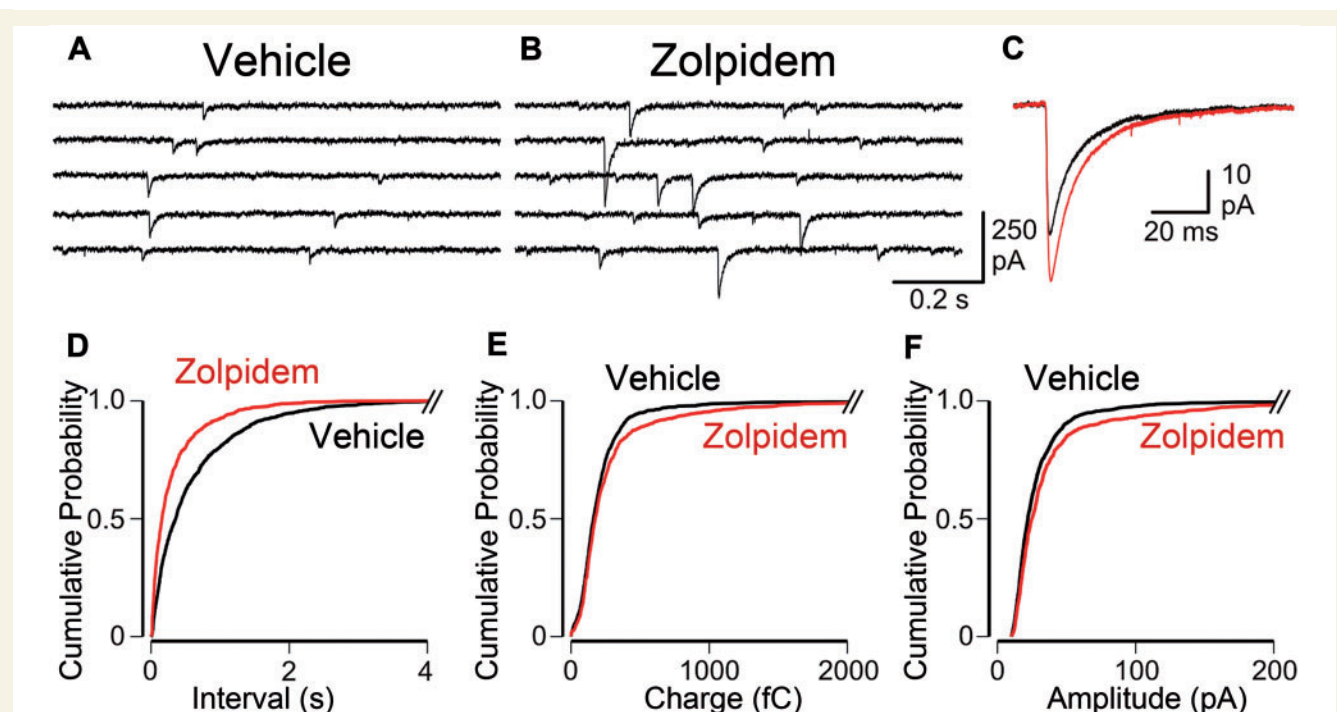 A
Vehicle
B
Zolpidem
C
250
pA
0.2 s
10
pA
20 ms
D
Zolpidem
Vehicle
Cumulative Probability
1.0
0.5
0
0
2
4
Interval (s)
E
Vehicle
Zolpidem
Cumulative Probability
1.0
0.5
0
0
1000
2000
Charge (fC)
F
Vehicle
Zolpidem
Cumulative Probability
1.0
0.5
0
0
100
200
Amplitude (pA)